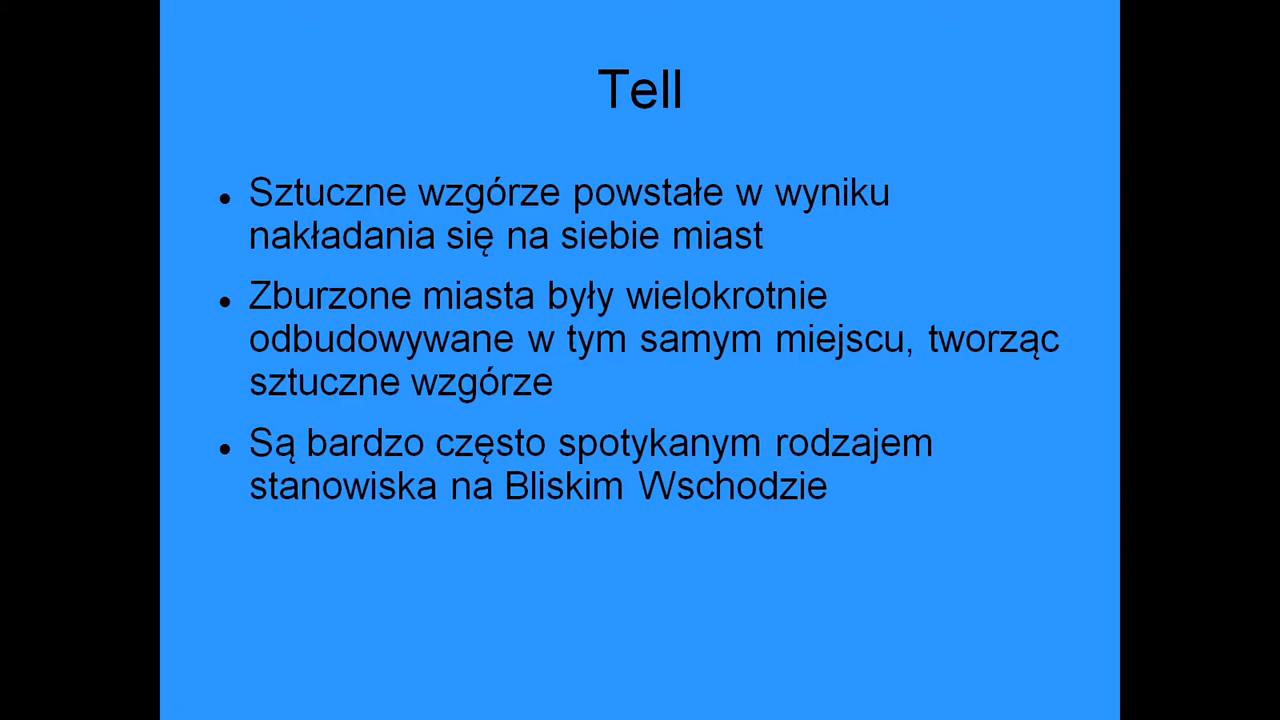 Tell
Sztuczne wzgórze powstałe w wyniku
nakładania się na siebie miast
Zburzone miasta były wielokrotnie
odbudowywane w tym samym miejscu, tworząc
sztuczne wzgórze
Są bardzo często spotykanym rodzajem
stanowiska na Bliskim Wschodzie